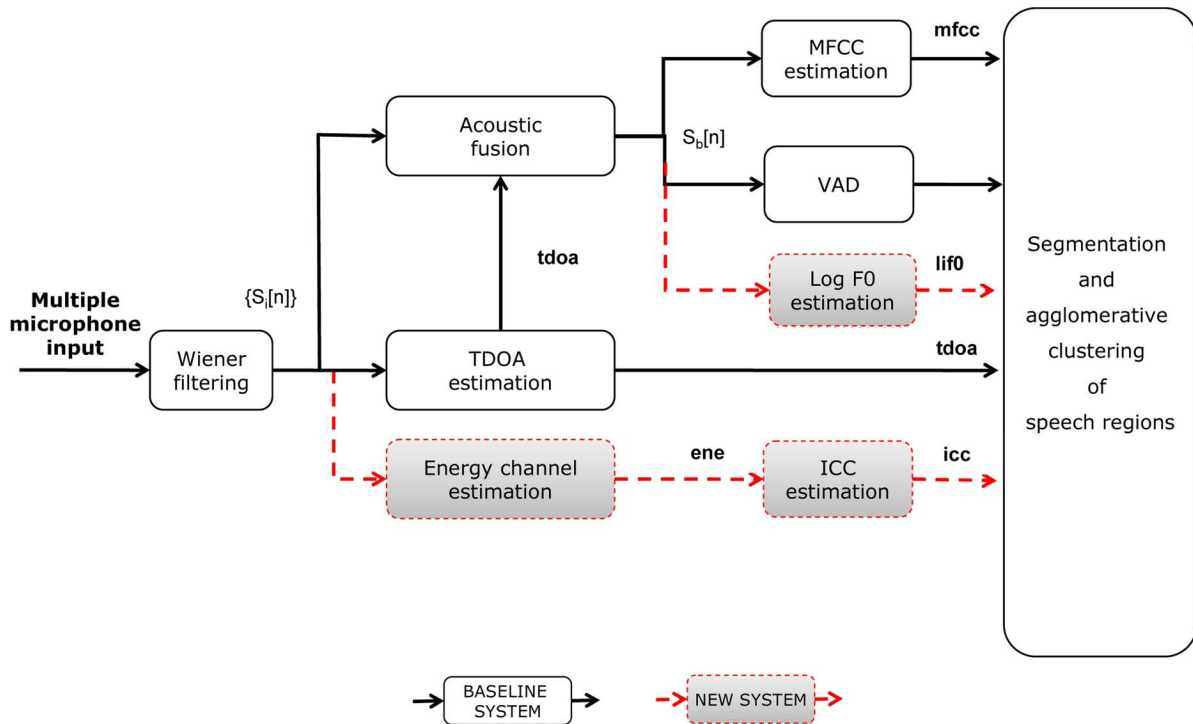 mfcc
MFCC
estimation
Acoustic
fusion
S_b[n]
VAD
tdoa
Segmentation
and
agglomerative
clustering
of
speech regions
lif0
Log F0
estimation
{S_i[n]}
Multiple
microphone
input
Wiener
filtering
TDOA
estimation
tdoa
Energy channel
estimation
ene
ICC
estimation
icc
BASELINE
SYSTEM
NEW SYSTEM